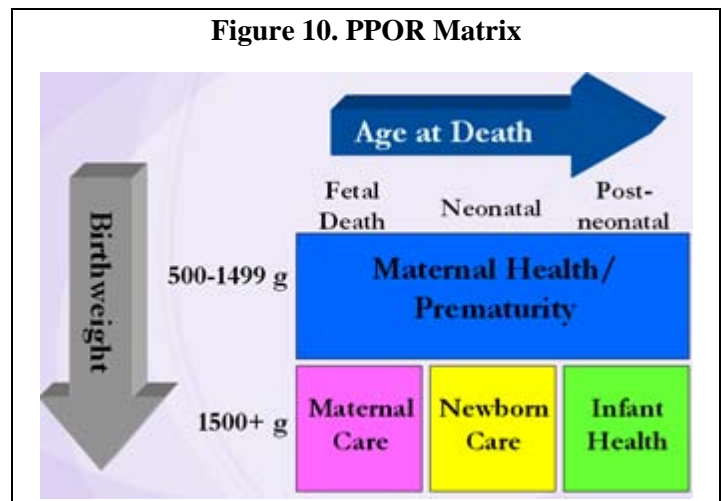 Figure 10. PPOR Matrix
Age at Death
Birthweight
Fetal
Death
Neonatal
Post-
neonatal
500-1499 g
Maternal Health/
Prematurity
1500+ g
Maternal
Care
Newborn
Care
Infant
Health